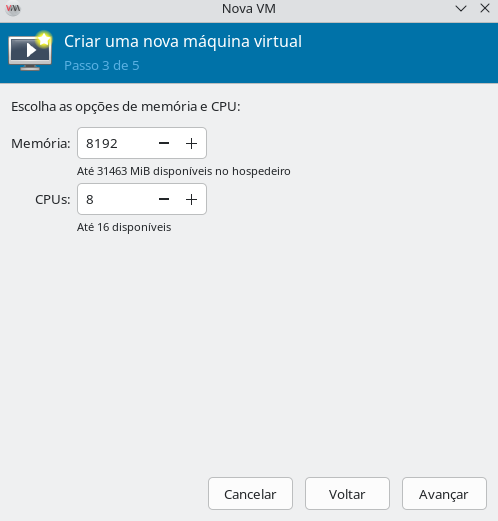 Nova VM
Criar uma nova máquina virtual
Passo 3 de 5
Escolha as opções de memória e CPU:
Memória: 8192
Até 31463 MiB disponíveis no hospedeiro
CPUs: 8
Até 16 disponíveis
Cancelar Voltar Avançar